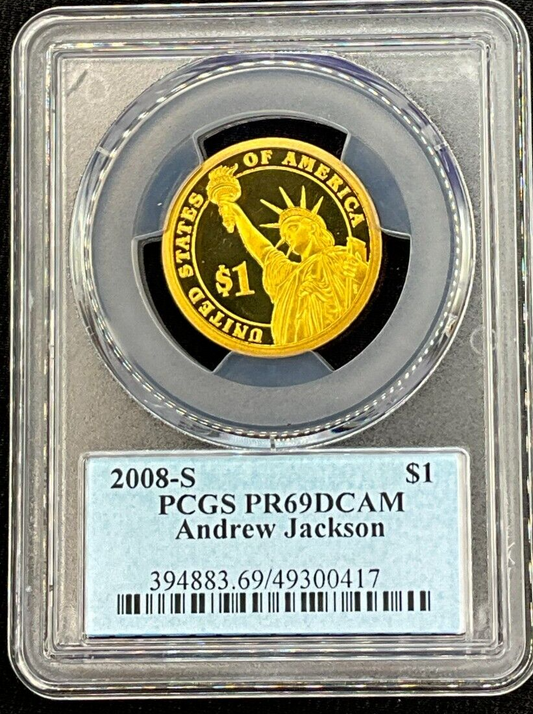 UNITED STATES OF AMERICA
$1
2008-S $1
PCGS PR69DCAM
Andrew Jackson
394883.69/49300417